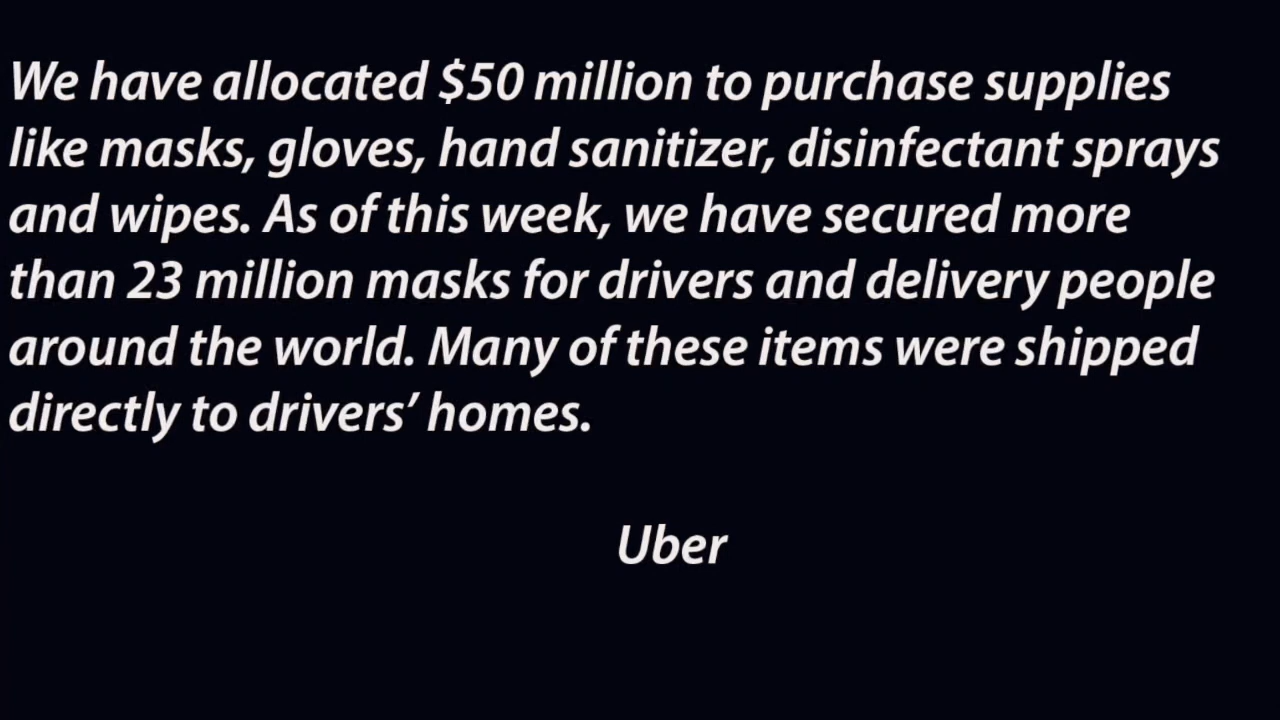 We have allocated $50 million to purchase supplies
like masks, gloves, hand sanitizer, disinfectant sprays
and wipes. As of this week, we have secured more
than 23 million masks for drivers and delivery people
around the world. Many of these items were shipped
directly to drivers’ homes.
Uber